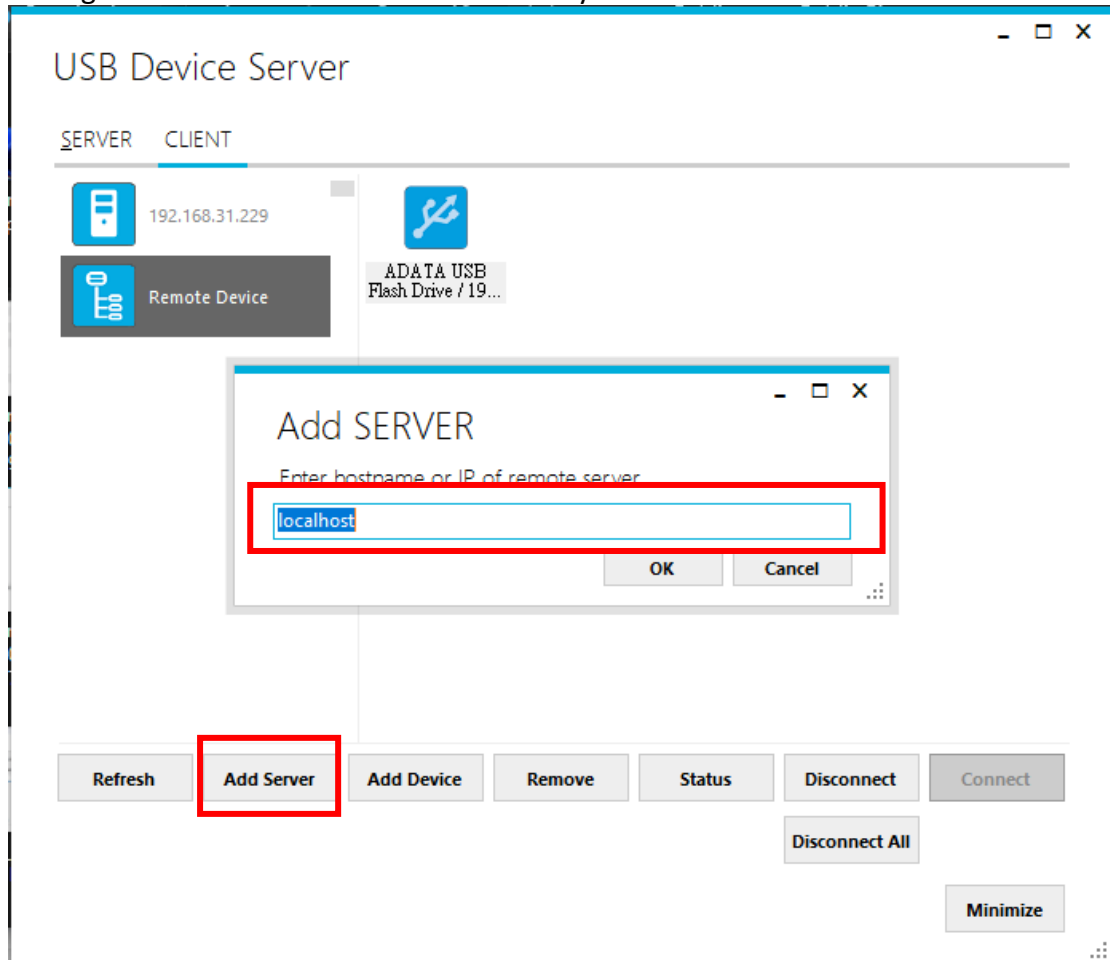 USB Device Server
SERVER CLIENT
192.168.31.229
Remote Device
ADATA USB
Flash Drive / 19...
Add SERVER
Enter hostname or IP of remote server
localhost
OK Cancel
Refresh Add Server Add Device Remove Status Disconnect Connect
Disconnect All
Minimize